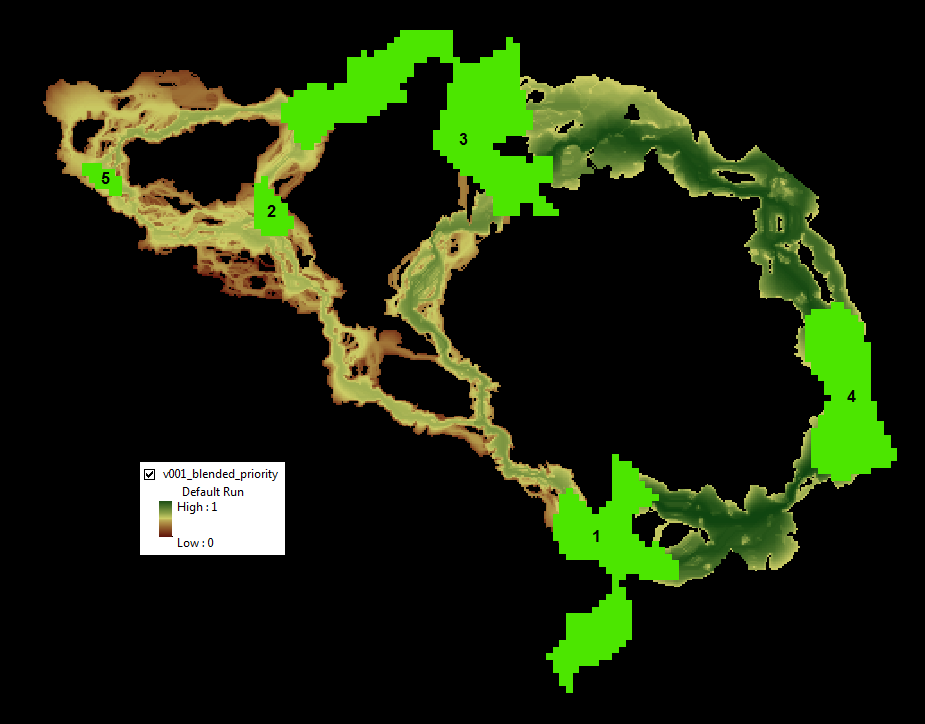 3
5
2
4
v001_blended_priority
Default Run
High : 1
Low : 0
1